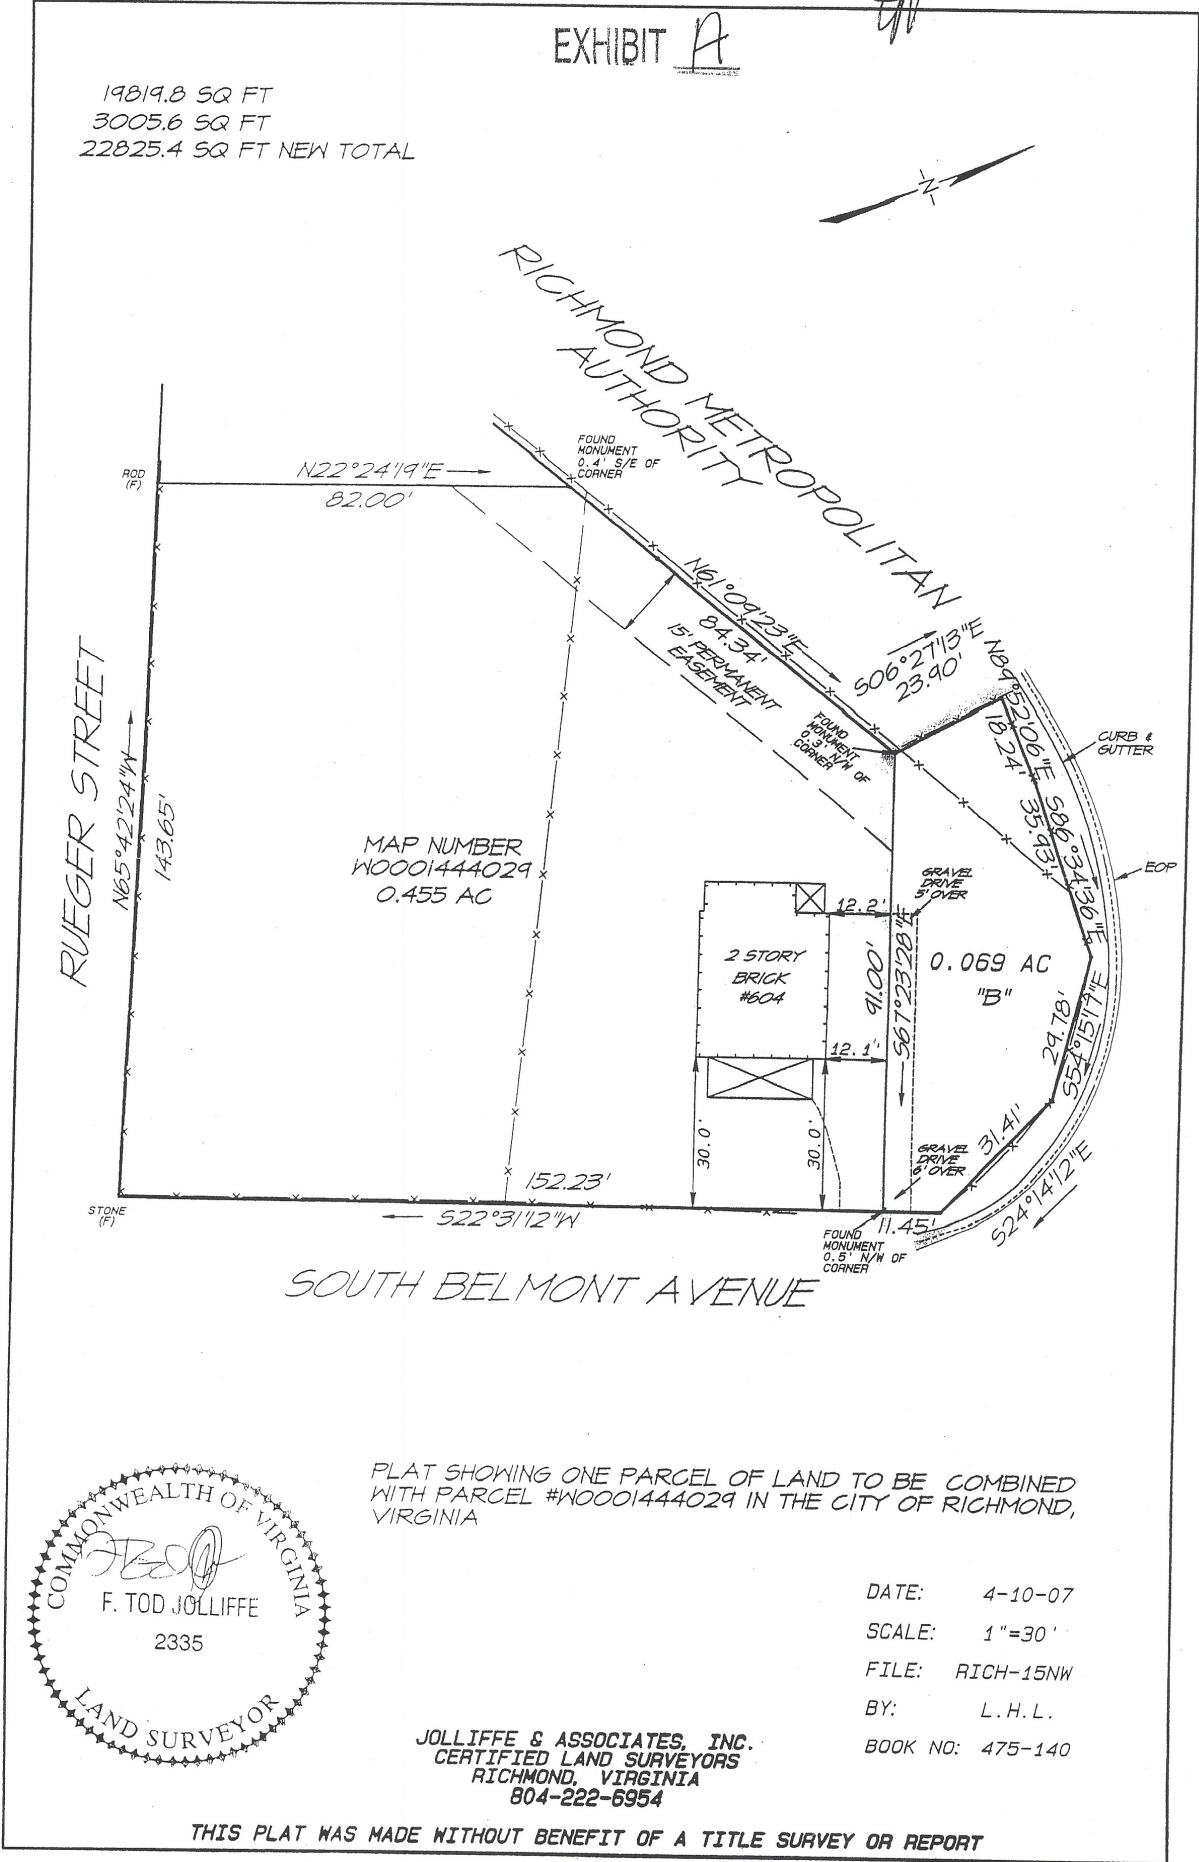 EXHIBIT A
19819.8 SQ FT
3005.6 SQ FT
22825.4 SQ FT NEW TOTAL
N
RICHMOND METROPOLITAN
AUTHORITY
FOUND
MONUMENT
0.4' S/E OF
CORNER
ROD
(F)
N22°24'19"E
82.00'
N61°09'23"E
84.34'
15' PERMANENT
EASEMENT
S06°27'13"E
23.90'
N89°52'06"E
18.24'
FOUND
MONUMENT
0.3' N/W OF
CORNER
CURB &
GUTTER
S86°34'36"E
35.93'
EOP
RUEGER STREET
N65°42'24"W
143.65'
MAP NUMBER
W0001444029
0.455 AC
GRAVEL
DRIVE
5' OVER
12.2'
2 STORY
BRICK
#604
91.00'
S67°23'28"E
0.069 AC
"B"
29.78'
S54°15'17"E
12.1'
30.0'
30.0'
GRAVEL
DRIVE
6' OVER
31.41'
S24°14'12"E
152.23'
S22°31'12"W
11.45'
STONE
(F)
FOUND
MONUMENT
0.5' N/W OF
CORNER
SOUTH BELMONT AVENUE
PLAT SHOWING ONE PARCEL OF LAND TO BE COMBINED
WITH PARCEL #W0001444029 IN THE CITY OF RICHMOND,
VIRGINIA
COMMONWEALTH OF VIRGINIA
F. TOD JOLLIFFE
2335
LAND SURVEYOR
DATE: 4-10-07
SCALE: 1"=30'
FILE: RICH-15NW
BY: L.H.L.
BOOK NO: 475-140
JOLLIFFE & ASSOCIATES, INC.
CERTIFIED LAND SURVEYORS
RICHMOND, VIRGINIA
804-222-6954
THIS PLAT WAS MADE WITHOUT BENEFIT OF A TITLE SURVEY OR REPORT